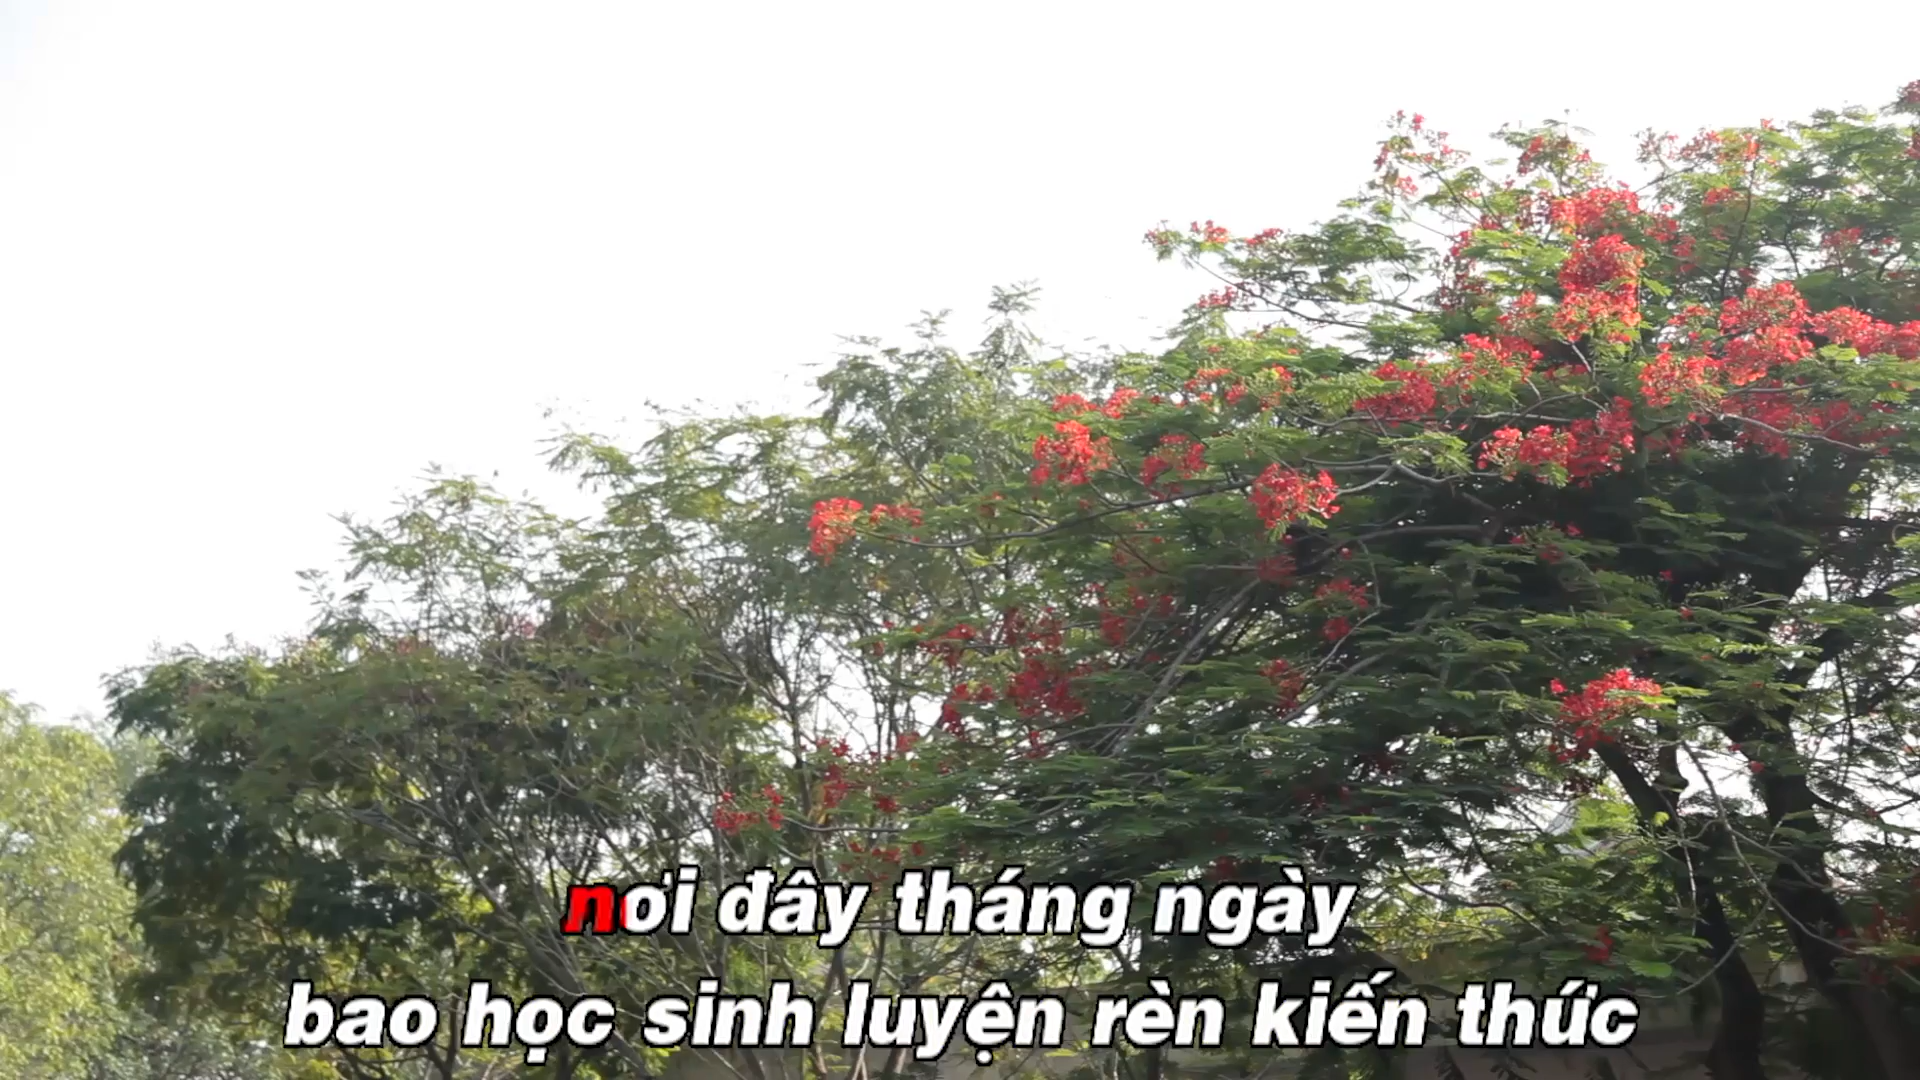 nơi đây tháng ngày
bao học sinh luyện rèn kiến thức